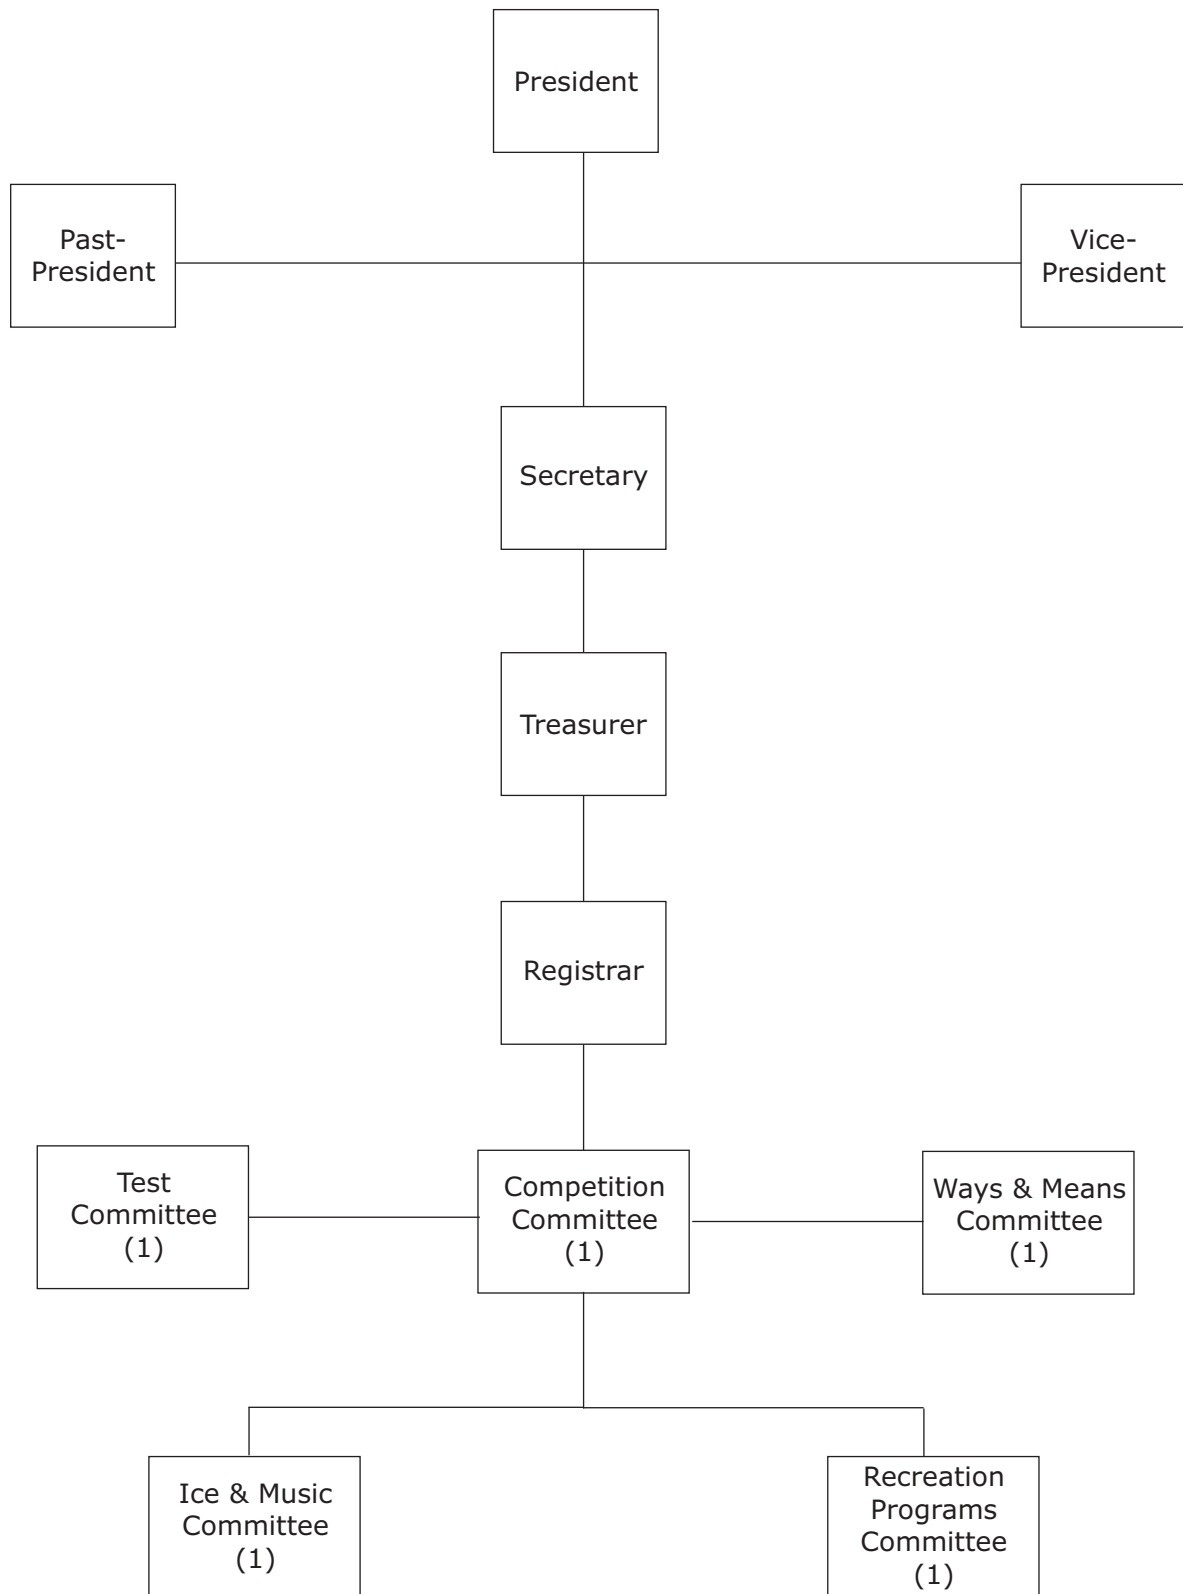 President
Past-
President
Vice-
President
Secretary
Treasurer
Registrar
Test
Committee
(1)
Competition
Committee
(1)
Ways & Means
Committee
(1)
Ice & Music
Committee
(1)
Recreation
Programs
Committee
(1)